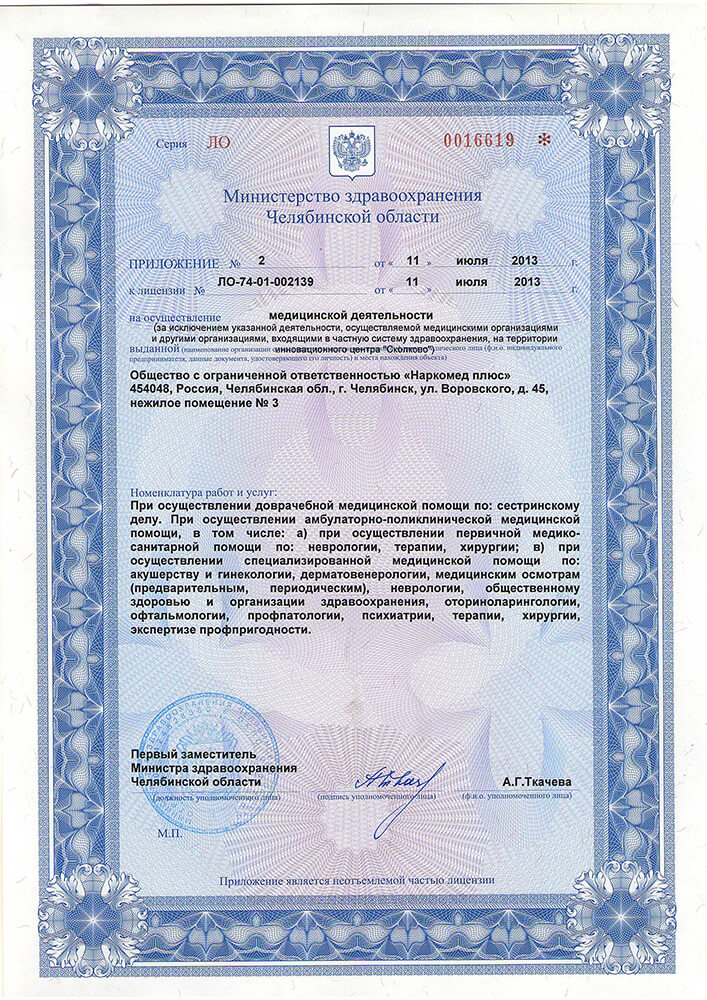 Серия ЛО 0016619 *
Министерство здравоохранения
Челябинской области
ПРИЛОЖЕНИЕ № 2 от « 11 » июля 2013 г.
к лицензии № ЛО-74-01-002139 от « 11 » июля 2013 г.
на осуществление медицинской деятельности
(за исключением указанной деятельности, осуществляемой медицинскими организациями
и другими организациями, входящими в частную систему здравоохранения, на территории
выданной (наименование организации инновационного центра "Сколково") лица (ф.и.о. индивидуального
предпринимателя, данные документа, удостоверяющего его личность) и места нахождения объекта)
Общество с ограниченной ответственностью «Наркомед плюс»
454048, Россия, Челябинская обл., г. Челябинск, ул. Воровского, д. 45,
нежилое помещение № 3
Номенклатура работ и услуг:
При осуществлении доврачебной медицинской помощи по: сестринскому
делу. При осуществлении амбулаторно-поликлинической медицинской
помощи, в том числе: а) при осуществлении первичной медико-
санитарной помощи по: неврологии, терапии, хирургии; в) при
осуществлении специализированной медицинской помощи по:
акушерству и гинекологии, дерматовенерологии, медицинским осмотрам
(предварительным, периодическим), неврологии, общественному
здоровью и организации здравоохранения, оториноларингологии,
офтальмологии, профпатологии, психиатрии, терапии, хирургии,
экспертизе профпригодности.
Первый заместитель
Министра здравоохранения
Челябинской области А.Г.Ткачева
(должность уполномоченного лица) (подпись уполномоченного лица) (ф.и.о. уполномоченного лица)
М.П.
Приложение является неотъемлемой частью лицензии